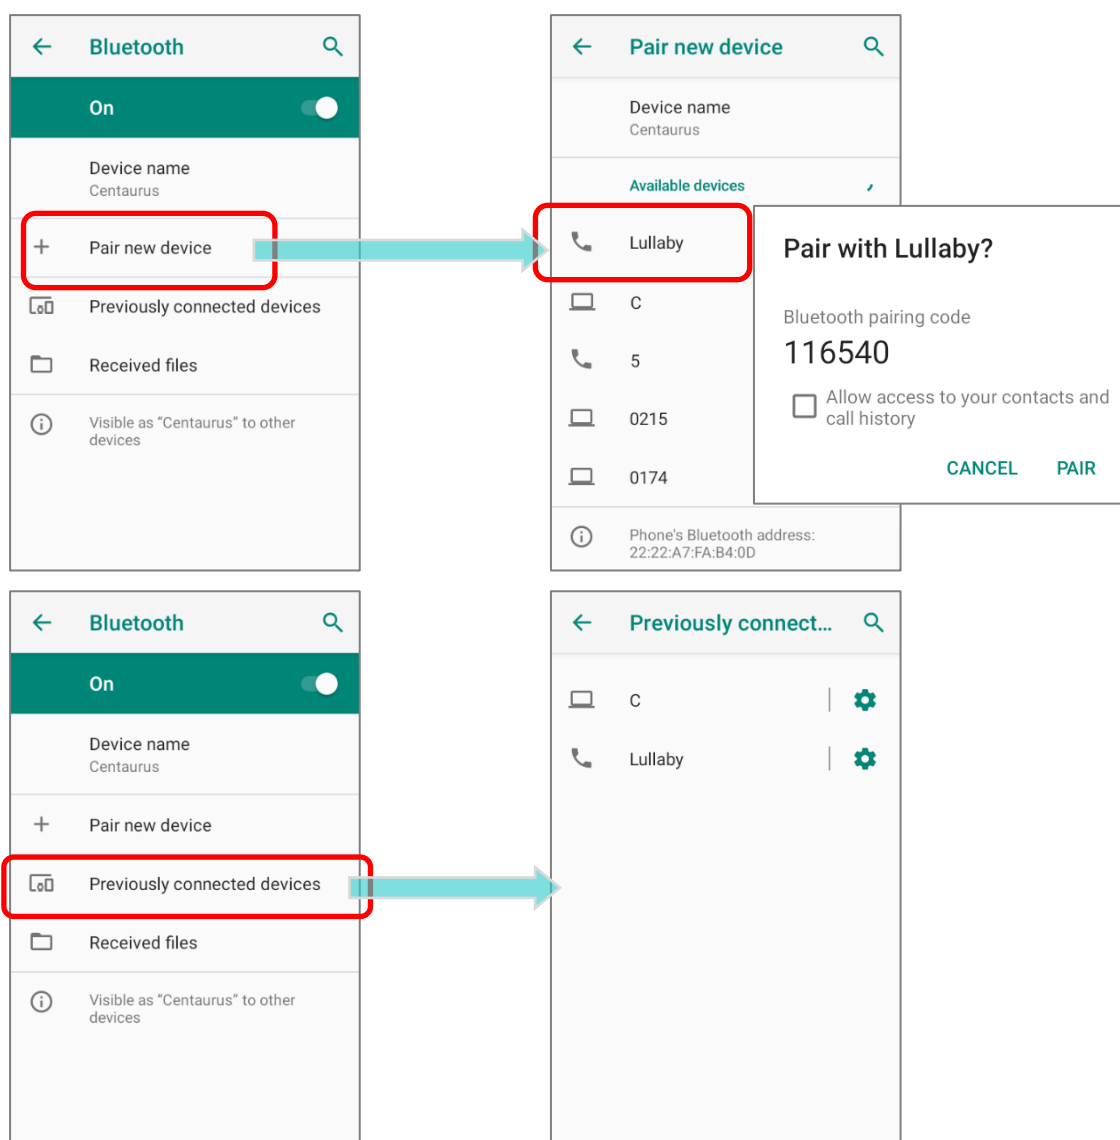 Bluetooth
On
Device name
Centaurus
Pair new device
Previously connected devices
Received files
Visible as "Centaurus" to other
devices
Pair new device
Device name
Centaurus
Available devices
Lullaby
C
5
0215
0174
Phone's Bluetooth address:
22:22:A7:FA:B4:0D
Pair with Lullaby?
Bluetooth pairing code
116540
Allow access to your contacts and
call history
CANCEL PAIR
Bluetooth
On
Device name
Centaurus
Pair new device
Previously connected devices
Received files
Visible as "Centaurus" to other
devices
Previously connect...
C
Lullaby